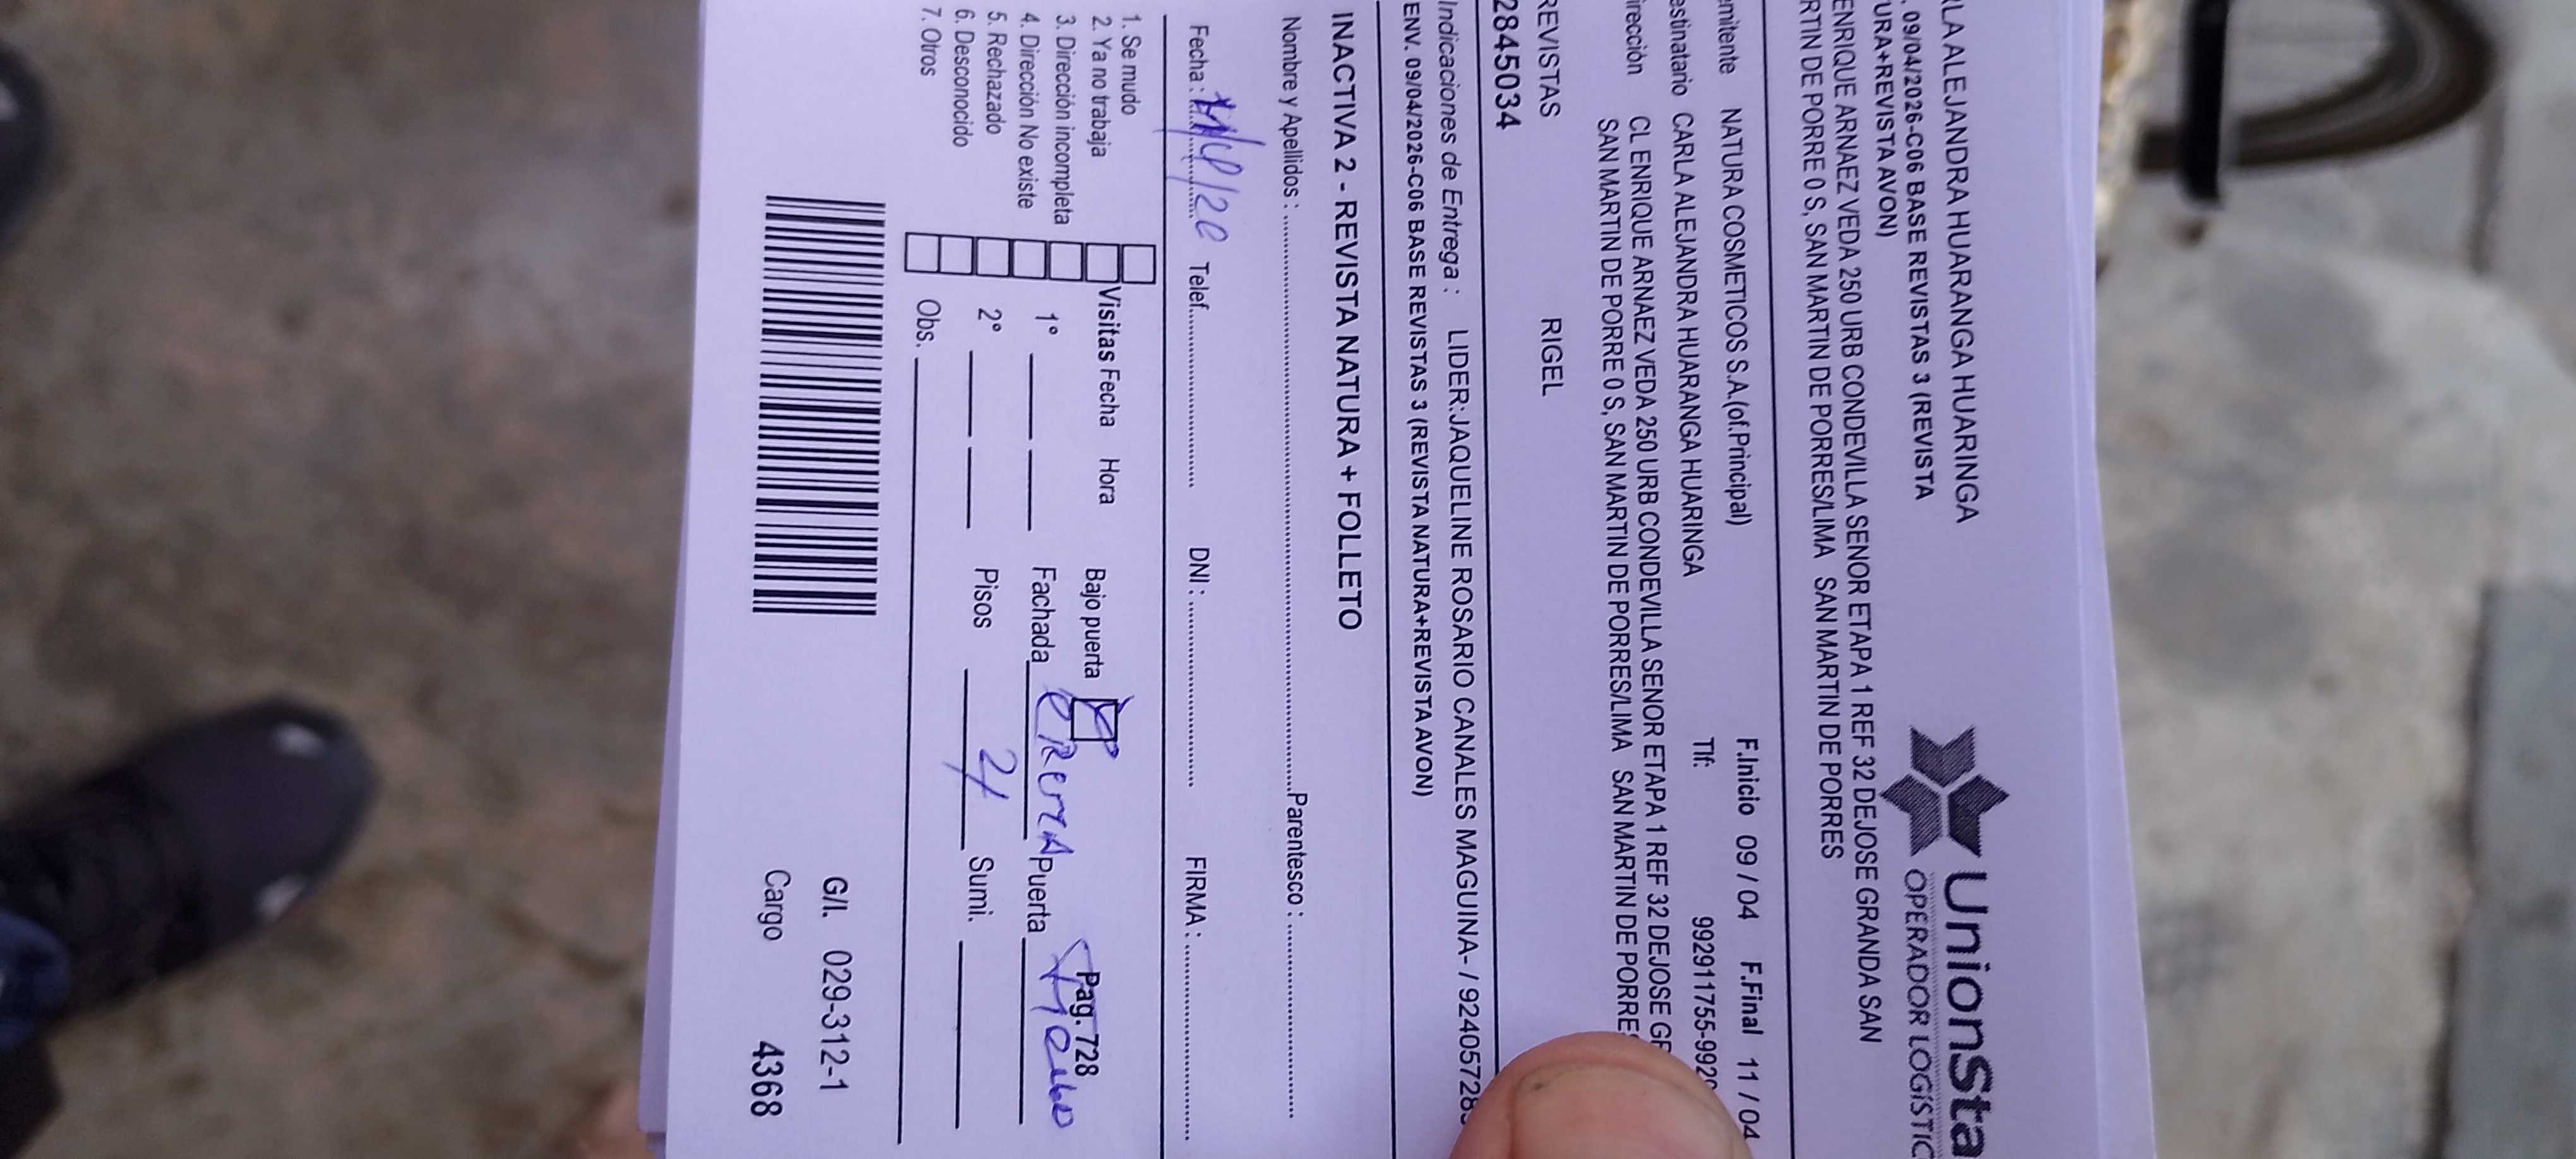 UnionSta
OPERADOR LOGÍSTIC
RLA ALEJANDRA HUARANGA HUARINGA
. 09/04/2026-C06 BASE REVISTAS 3 (REVISTA
URA+REVISTA AVON)
ENRIQUE ARNAEZ VEDA 250 URB CONDEVILLA SENOR ETAPA 1 REF 32 DEJOSE GRANDA SAN
RTIN DE PORRE 0 S, SAN MARTIN DE PORRES/LIMA SAN MARTIN DE PORRES
F.Inicio 09 / 04 F.Final 11 / 04
emitente NATURA COSMETICOS S.A.(of.Principal)
estinatario CARLA ALEJANDRA HUARANGA HUARINGA Tlf: 992911755-992
irección CL ENRIQUE ARNAEZ VEDA 250 URB CONDEVILLA SENOR ETAPA 1 REF 32 DEJOSE GR
SAN MARTIN DE PORRE 0 S, SAN MARTIN DE PORRES/LIMA SAN MARTIN DE PORRES
REVISTAS RIGEL
2845034
Indicaciones de Entrega : LIDER:JAQUELINE ROSARIO CANALES MAGUINA- / 92405728
ENV. 09/04/2026-C06 BASE REVISTAS 3 (REVISTA NATURA+REVISTA AVON)
INACTIVA 2 - REVISTA NATURA + FOLLETO
Nombre y Apellidos : Parentesco :
Fecha : Telef. DNI : FIRMA :
1. Se mudo
2. Ya no trabaja Visitas Fecha Hora Bajo puerta Pag. 728
3. Dirección incompleta
4. Dirección No existe 1° Fachada CREMA Puerta
5. Rechazado 2° Pisos 2 Sumi.
6. Desconocido
7. Otros Obs.
G/I. 029-312-1
Cargo 4368